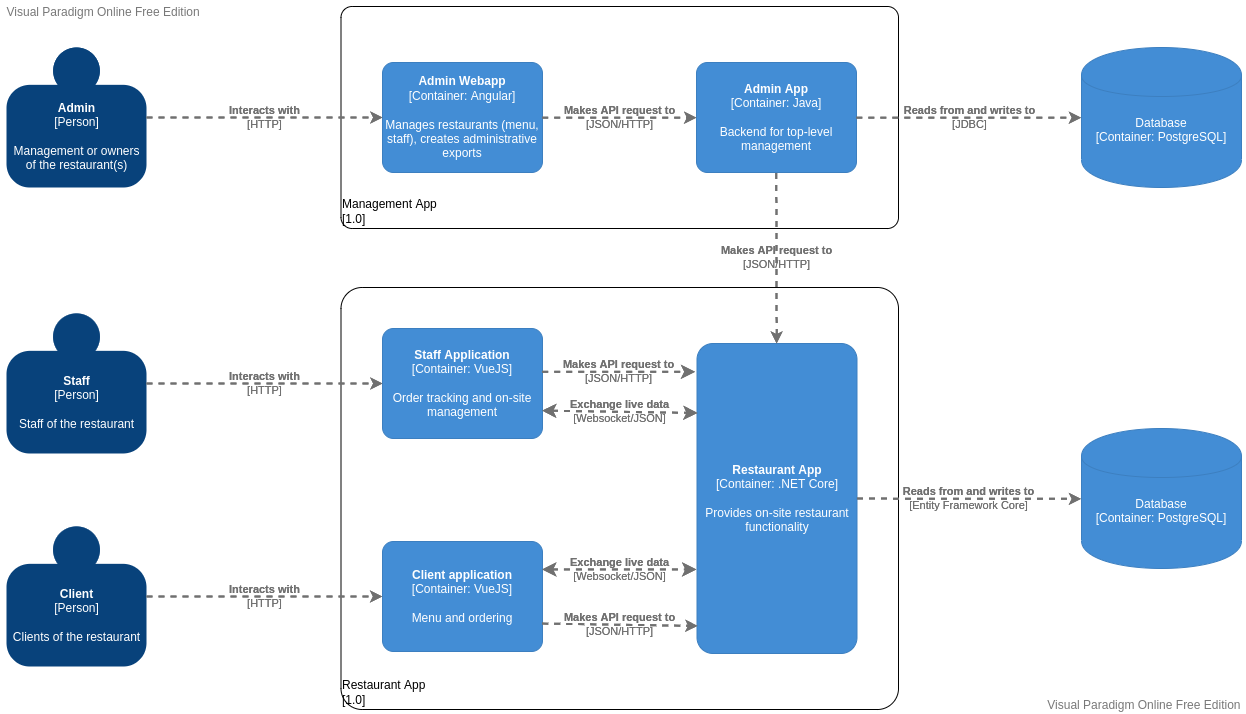 Visual Paradigm Online Free Edition
Admin
[Person]
Management or owners
of the restaurant(s)
Interacts with
[HTTP]
Admin Webapp
[Container: Angular]
Manages restaurants (menu,
staff), creates administrative
exports
Makes API request to
[JSON/HTTP]
Admin App
[Container: Java]
Backend for top-level
management
Reads from and writes to
[JDBC]
Database
[Container: PostgreSQL]
Management App
[1.0]
Makes API request to
[JSON/HTTP]
Staff
[Person]
Staff of the restaurant
Interacts with
[HTTP]
Staff Application
[Container: VueJS]
Order tracking and on-site
management
Makes API request to
[JSON/HTTP]
Exchange live data
[Websocket/JSON]
Restaurant App
[Container: .NET Core]
Provides on-site restaurant
functionality
Reads from and writes to
[Entity Framework Core]
Database
[Container: PostgreSQL]
Client
[Person]
Clients of the restaurant
Interacts with
[HTTP]
Client application
[Container: VueJS]
Menu and ordering
Exchange live data
[Websocket/JSON]
Makes API request to
[JSON/HTTP]
Restaurant App
[1.0]
Visual Paradigm Online Free Edition